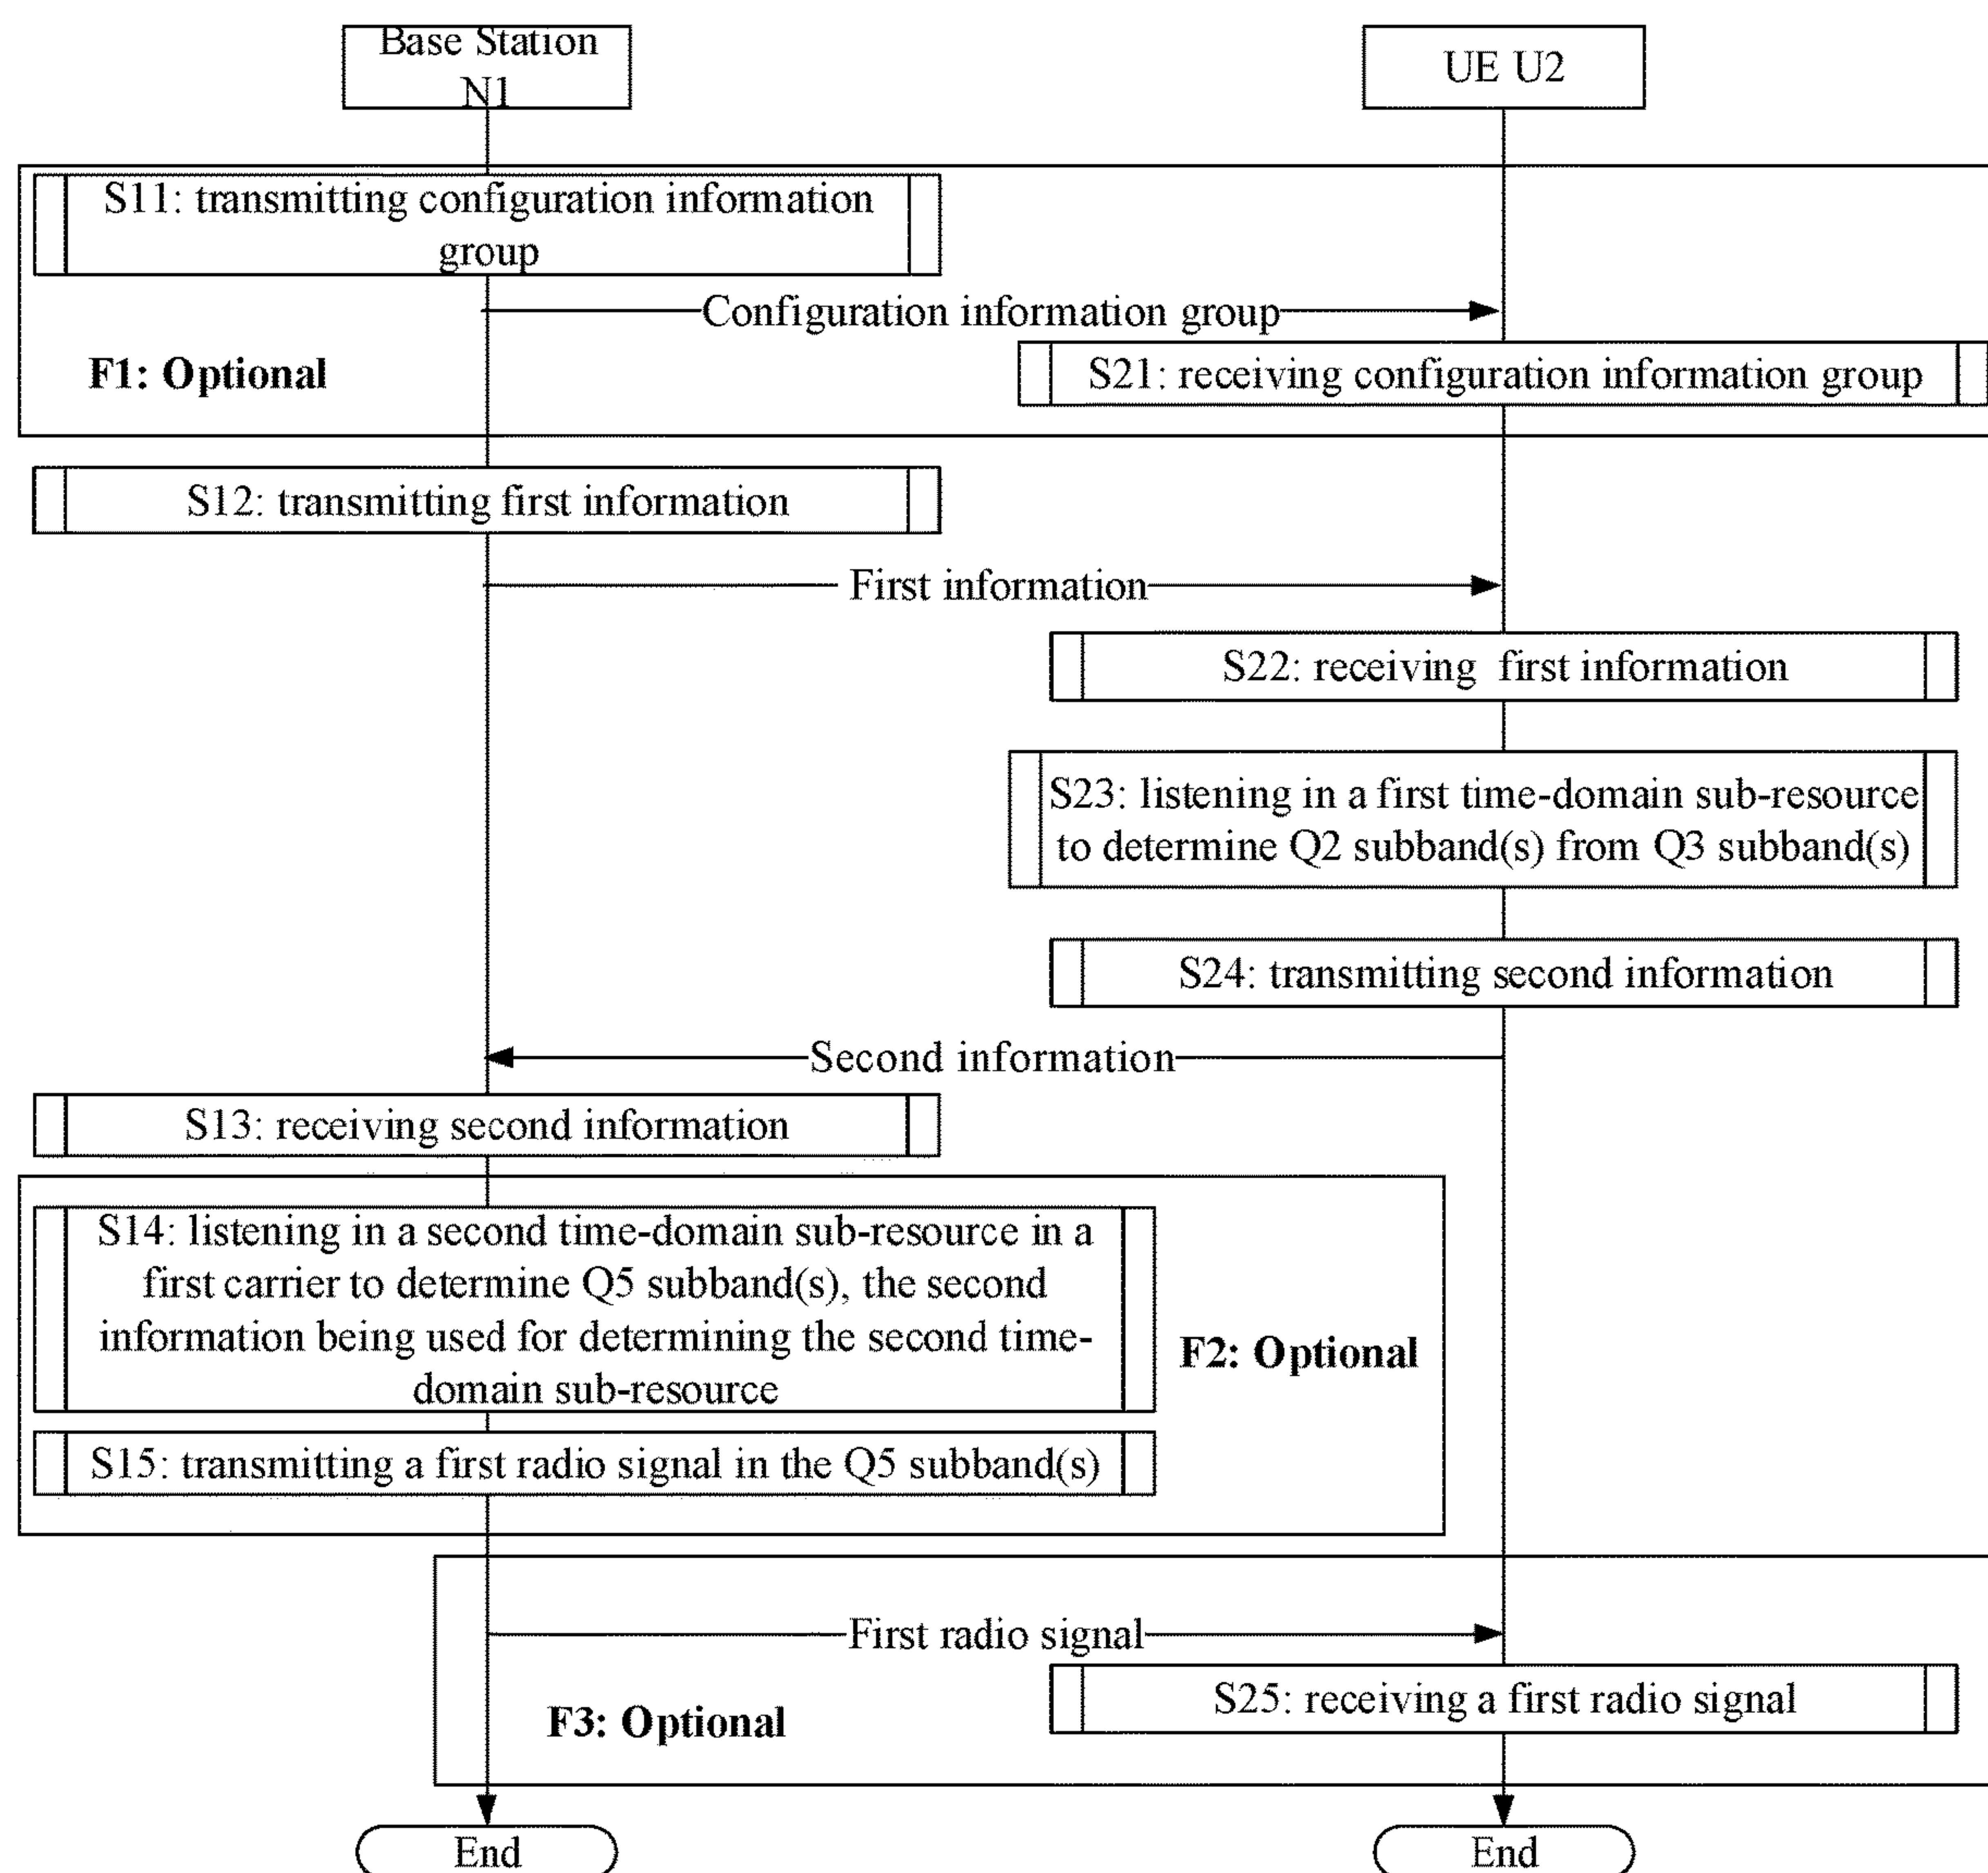 Base Station
N1
UE U2
S11: transmitting configuration information
group
Configuration information group
F1: Optional
S21: receiving configuration information group
S12: transmitting first information
First information
S22: receiving first information
S23: listening in a first time-domain sub-resource
to determine Q2 subband(s) from Q3 subband(s)
S24: transmitting second information
Second information
S13: receiving second information
S14: listening in a second time-domain sub-resource in a
first carrier to determine Q5 subband(s), the second
information being used for determining the second time-
domain sub-resource
F2: Optional
S15: transmitting a first radio signal in the Q5 subband(s)
First radio signal
S25: receiving a first radio signal
F3: Optional
End
End